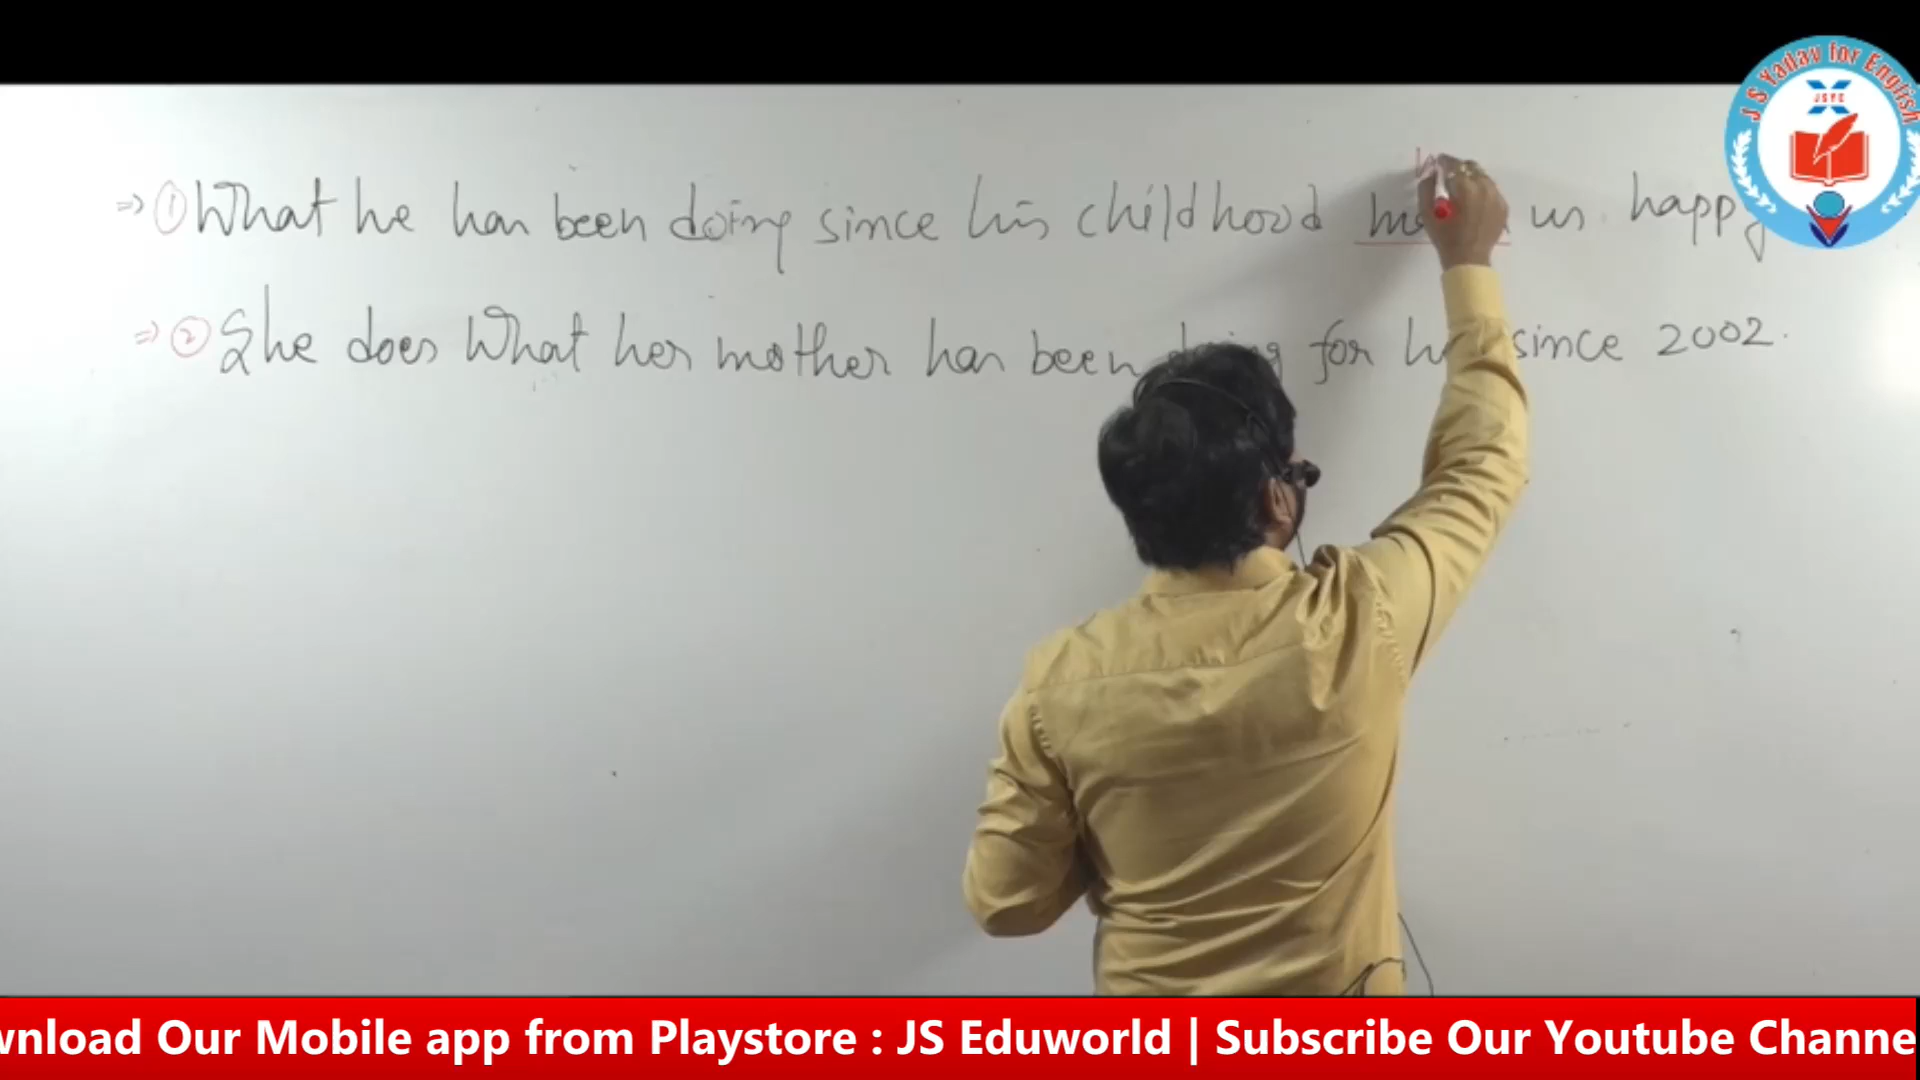 J S Yadav for English
JSYE
=> ① What he has been doing since his childhood us happy
=> ② She does What her mother has been for since 2002.
wnload Our Mobile app from Playstore : JS Eduworld | Subscribe Our Youtube Channe